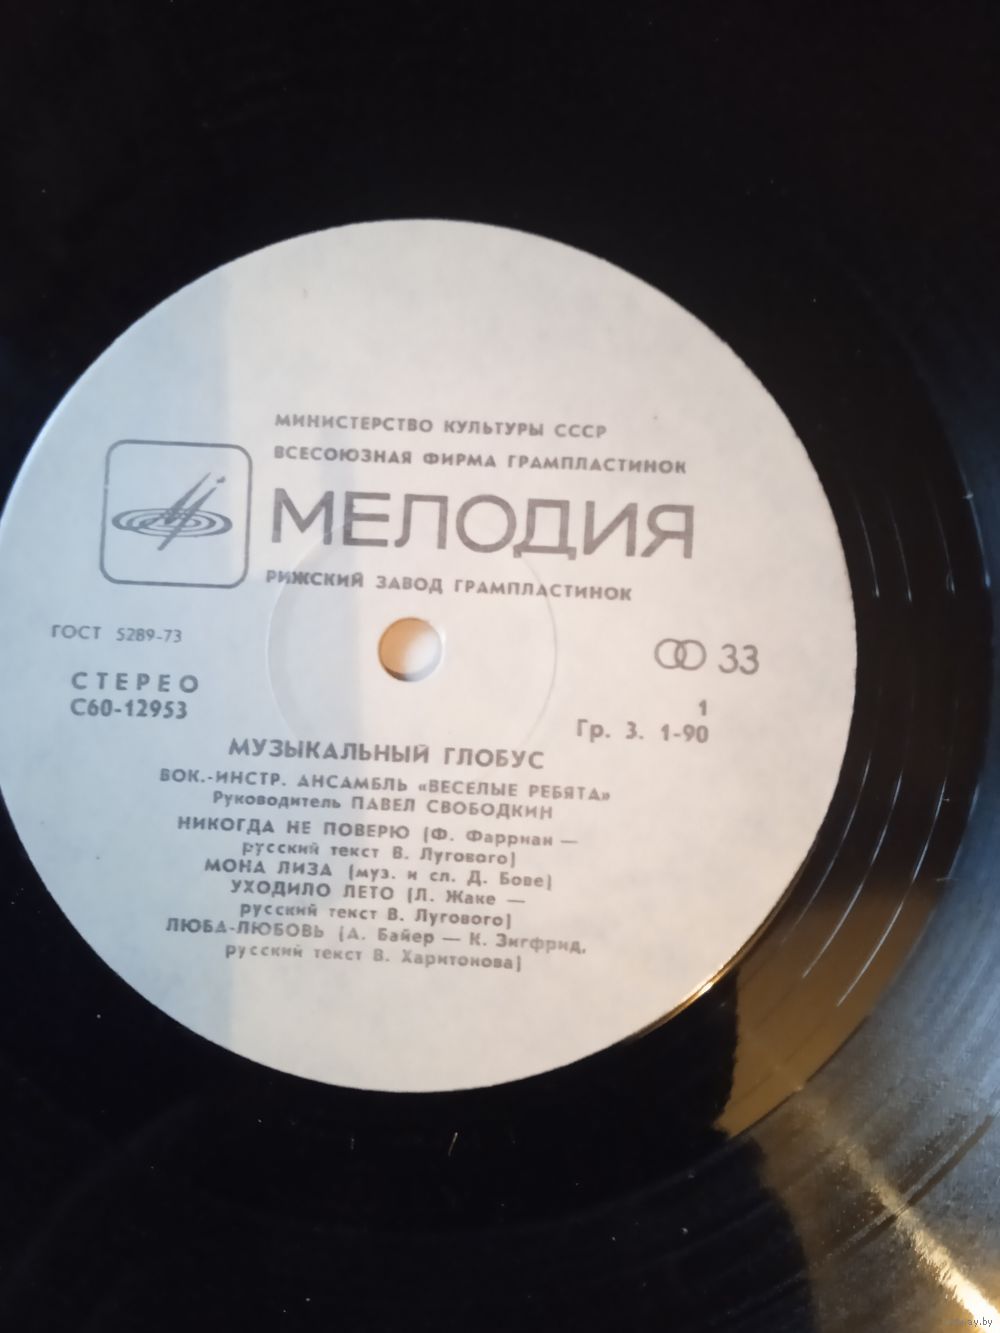 МИНИСТЕРСТВО КУЛЬТУРЫ СССР
ВСЕСОЮЗНАЯ ФИРМА ГРАМПЛАСТИНОК
МЕЛОДИЯ
РИЖСКИЙ ЗАВОД ГРАМПЛАСТИНОК
ГОСТ 5289-73
33
СТЕРЕО
С60-12953
1
Гр. 3. 1-90
МУЗЫКАЛЬНЫЙ ГЛОБУС
ВОК.-ИНСТР. АНСАМБЛЬ «ВЕСЕЛЫЕ РЕБЯТА»
Руководитель ПАВЕЛ СВОБОДКИН
НИКОГДА НЕ ПОВЕРЮ (Ф. Фарриан —
русский текст В. Лугового)
МОНА ЛИЗА (муз. и сл. Д. Бове)
УХОДИЛО ЛЕТО (Л. Жаке —
русский текст В. Лугового)
ЛЮБА-ЛЮБОВЬ (А. Байер — К. Зигфрид,
русский текст В. Харитонова)